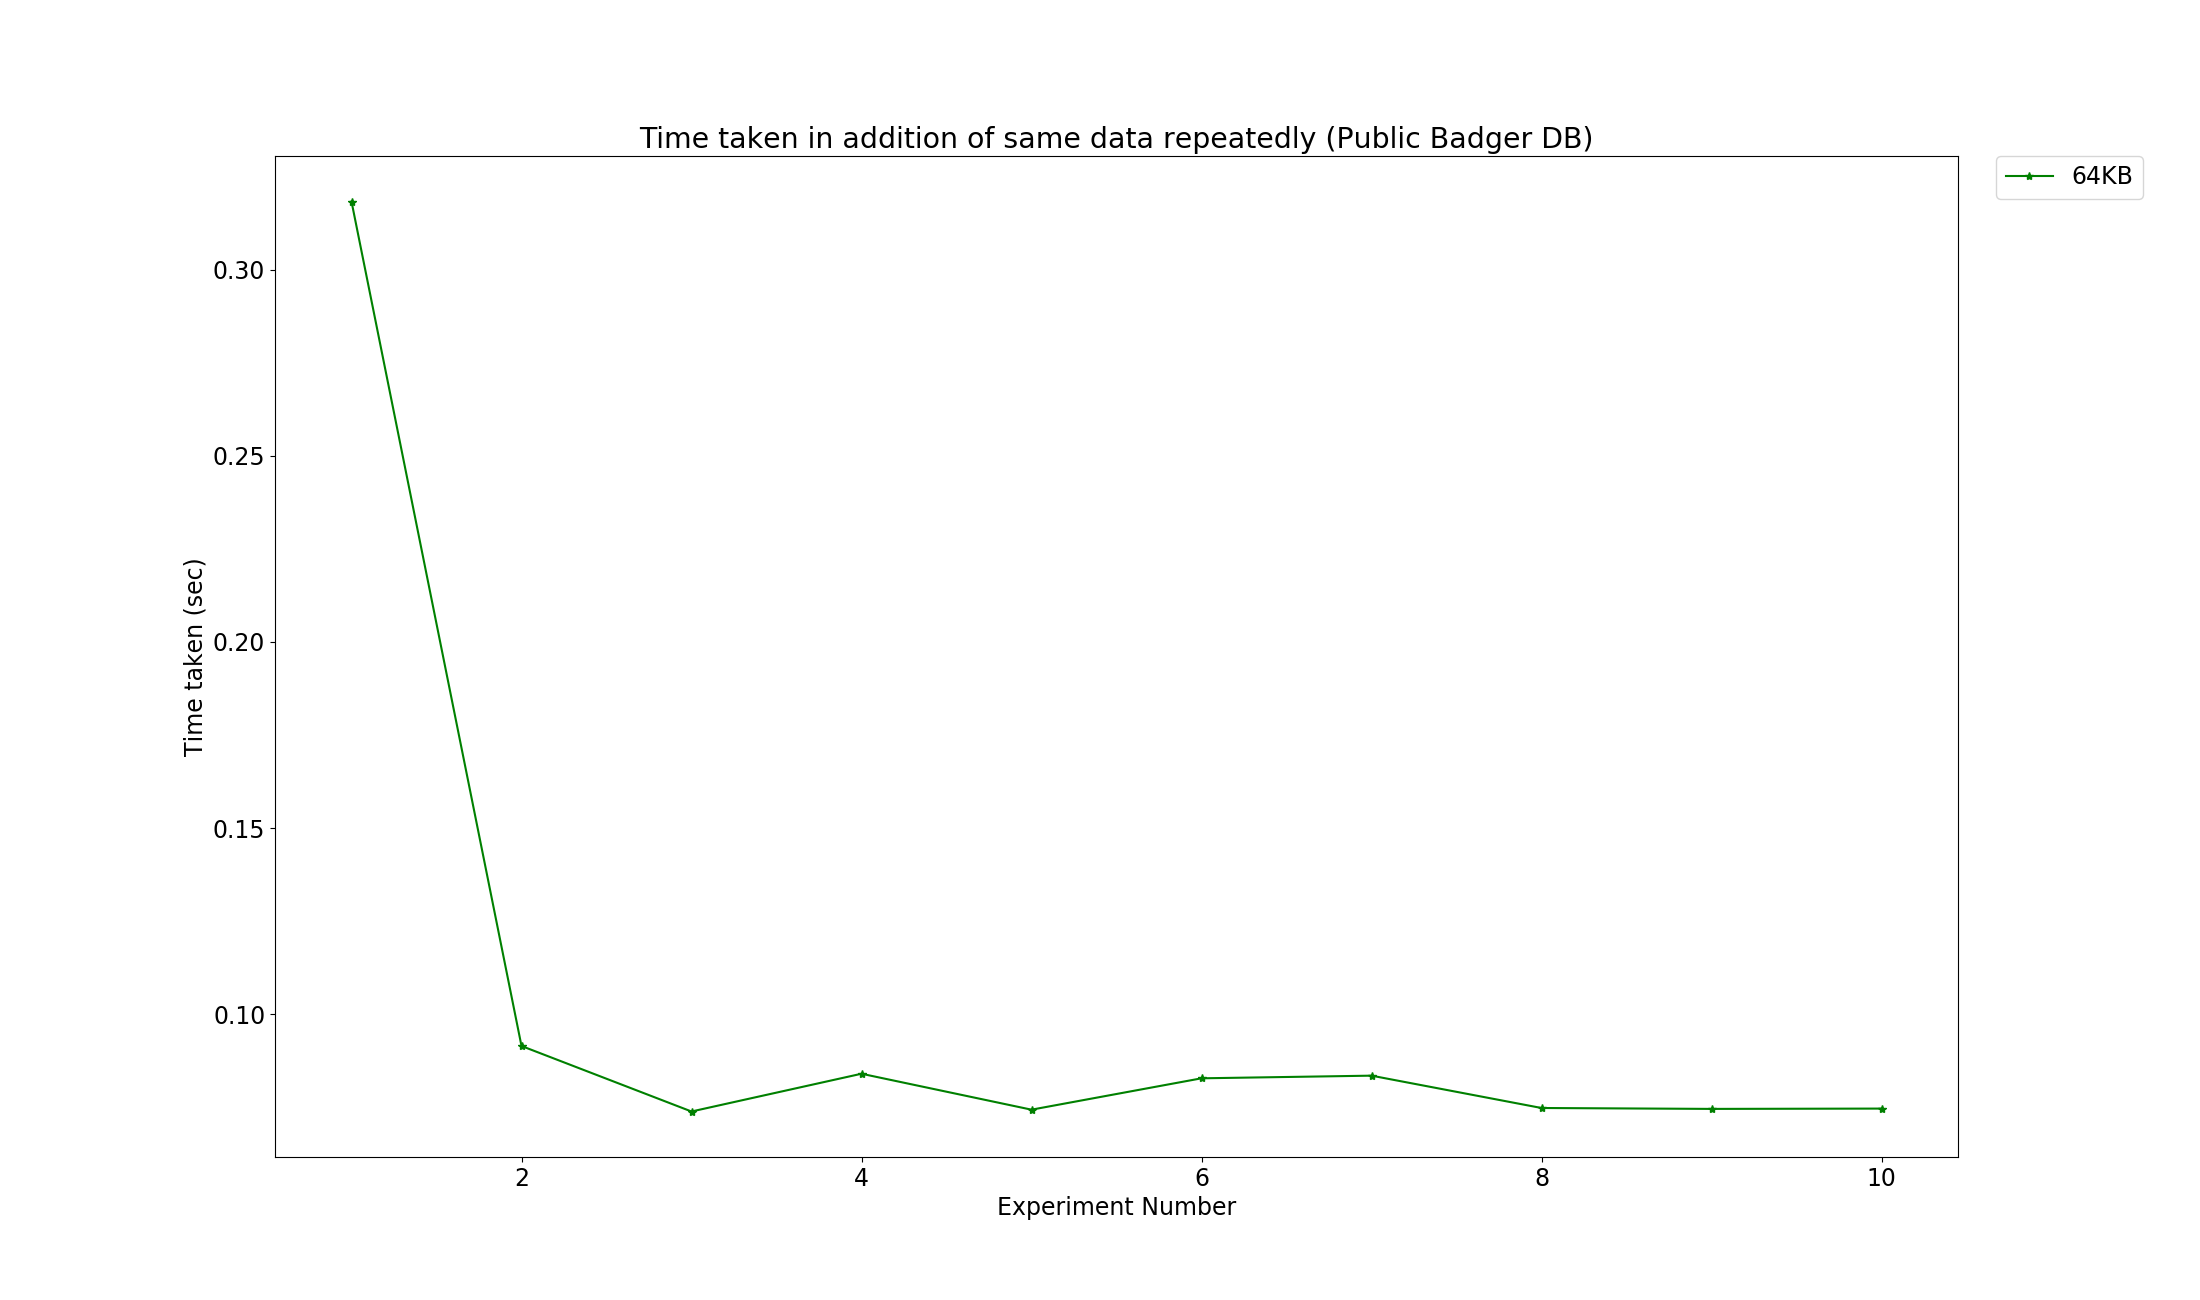 Time taken in addition of same data repeatedly (Public Badger DB)
64KB
0.30
0.25
0.20
0.15
0.10
Time taken (sec)
2 4 6 8 10
Experiment Number